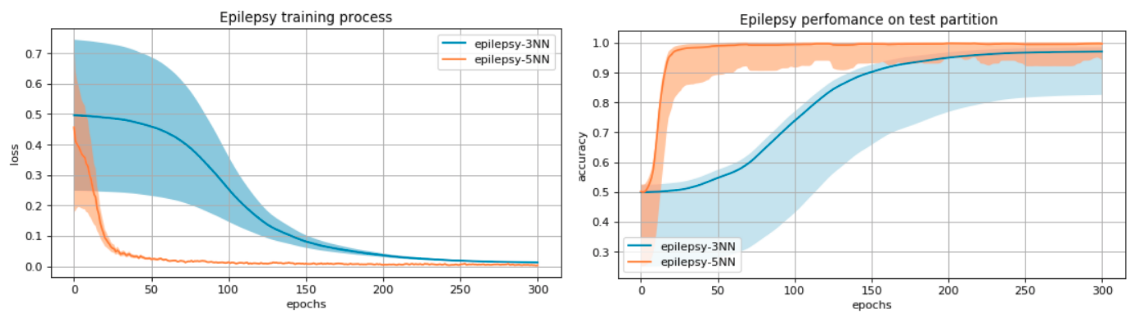 Epilepsy training process
epilepsy-3NN
epilepsy-5NN
0.7
0.6
0.5
0.4
0.3
0.2
0.1
0.0
loss
0 50 100 150 200 250 300
epochs
Epilepsy perfomance on test partition
1.0
0.9
0.8
0.7
0.6
0.5
0.4
0.3
accuracy
epilepsy-3NN
epilepsy-5NN
0 50 100 150 200 250 300
epochs